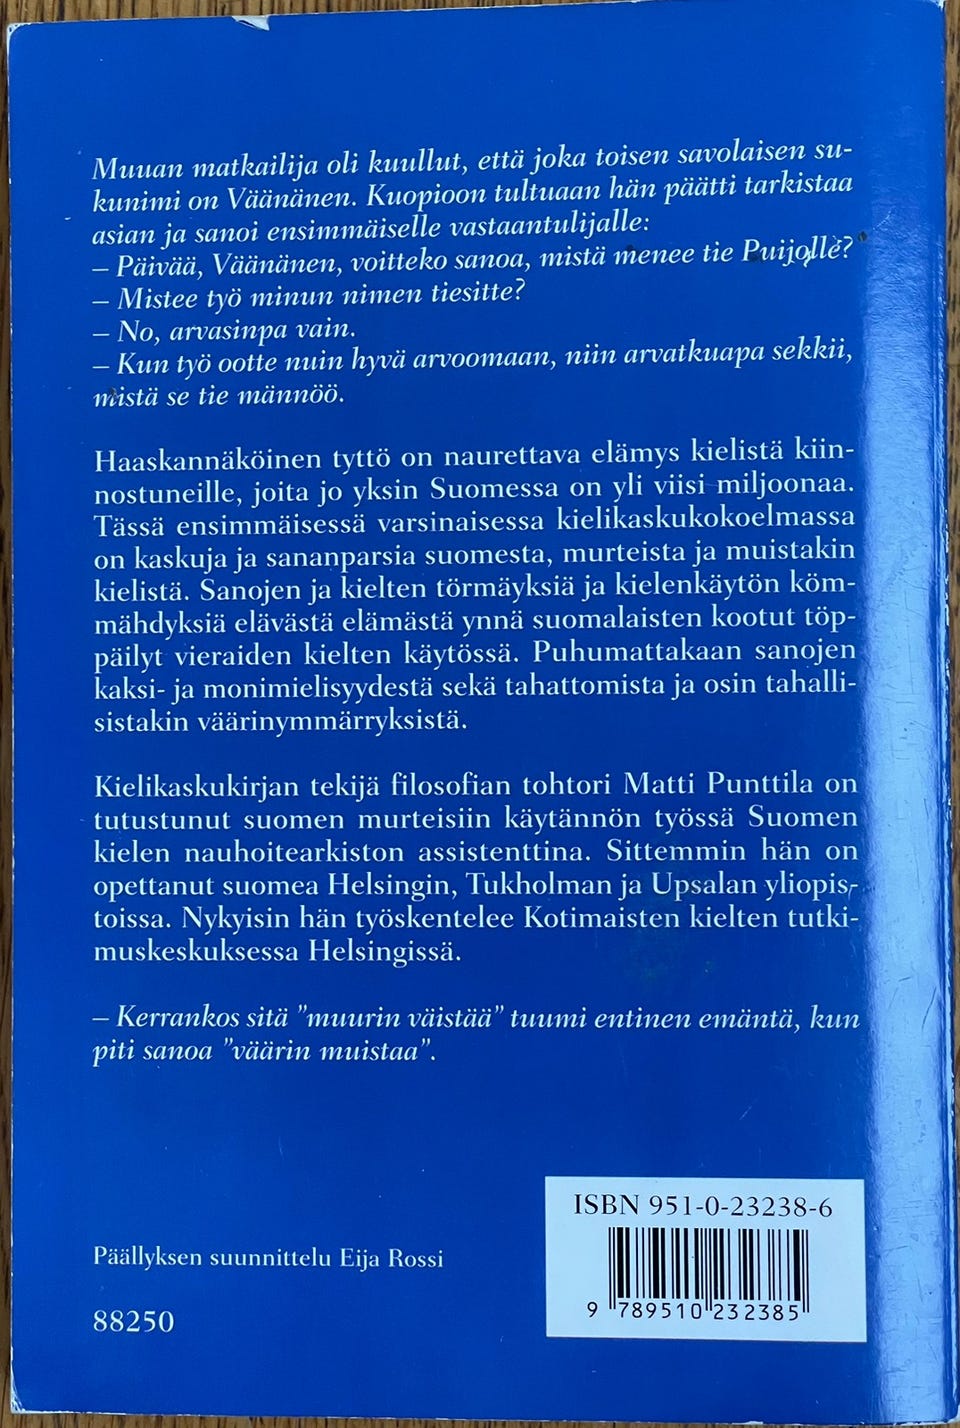 Muuan matkailija oli kuullut, että joka toisen savolaisen su-
kunimi on Väänänen. Kuopioon tultuaan hän päätti tarkistaa
asian ja sanoi ensimmäiselle vastaantulijalle:
– Päivää, Väänänen, voitteko sanoa, mistä menee tie Puijolle?
– Mistee työ minun nimen tiesitte?
– No, arvasinpa vain.
– Kun työ ootte nuin hyvä arvoomaan, niin arvatkuapa sekkii,
mistä se tie männöö.
Haaskannäköinen tyttö on naurettava elämys kielistä kiin-
nostuneille, joita jo yksin Suomessa on yli viisi miljoonaa.
Tässä ensimmäisessä varsinaisessa kielikaskukokoelmassa
on kaskuja ja sananparsia suomesta, murteista ja muistakin
kielistä. Sanojen ja kielten törmäyksiä ja kielenkäytön köm-
mähdyksiä elävästä elämästä ynnä suomalaisten kootut töp-
päilyt vieraiden kielten käytössä. Puhumattakaan sanojen
kaksi- ja monimielisyydestä sekä tahattomista ja osin tahalli-
sistakin väärinymmärryksistä.
Kielikaskukirjan tekijä filosofian tohtori Matti Punttila on
tutustunut suomen murteisiin käytännön työssä Suomen
kielen nauhoitearkiston assistenttina. Sittemmin hän on
opettanut suomea Helsingin, Tukholman ja Upsalan yliopis-
toissa. Nykyisin hän työskentelee Kotimaisten kielten tutki-
muskeskuksessa Helsingissä.
– Kerrankos sitä ”muurin väistää” tuumi entinen emäntä, kun
piti sanoa ”väärin muistaa”.
ISBN 951-0-23238-6
9 789510 232385
Päällyksen suunnittelu Eija Rossi
88250